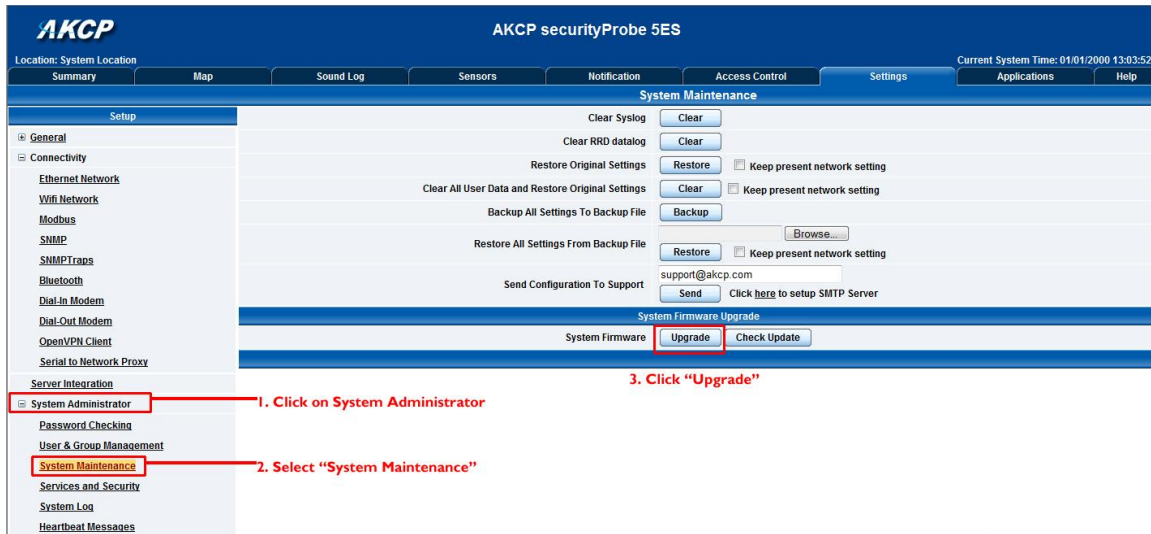 AKCP
AKCP securityProbe 5ES
Location: System Location
Current System Time: 01/01/2000 13:03:52
Summary Map Sound Log Sensors Notification Access Control Settings Applications Help
System Maintenance
Setup
General
Connectivity
Ethernet Network
Wifi Network
Modbus
SNMP
SNMPTraps
Bluetooth
Dial-In Modem
Dial-Out Modem
OpenVPN Client
Serial to Network Proxy
Server Integration
System Administrator
Password Checking
User & Group Management
System Maintenance
Services and Security
System Log
Heartbeat Messages
Clear Syslog Clear
Clear RRD datalog Clear
Restore Original Settings Restore Keep present network setting
Clear All User Data and Restore Original Settings Clear Keep present network setting
Backup All Settings To Backup File Backup
Browse...
Restore All Settings From Backup File
Restore Keep present network setting
support@akcp.com
Send Configuration To Support
Send Click here to setup SMTP Server
System Firmware Upgrade
System Firmware Upgrade Check Update
3. Click “Upgrade”
1. Click on System Administrator
2. Select “System Maintenance”